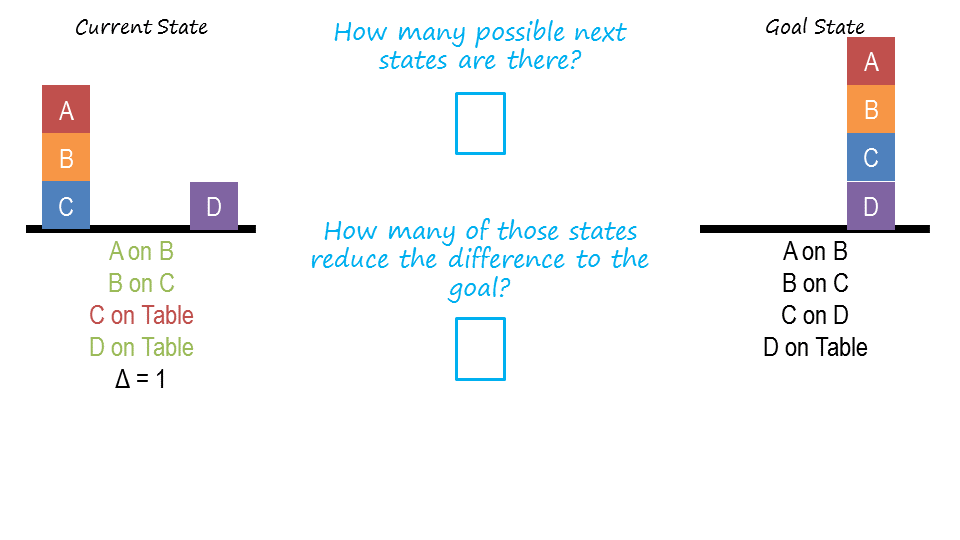 Current State
A
B
C
D
A on B
B on C
C on Table
D on Table
Δ = 1
How many possible next
states are there?
How many of those states
reduce the difference to the
goal?
Goal State
A
B
C
D
A on B
B on C
C on D
D on Table